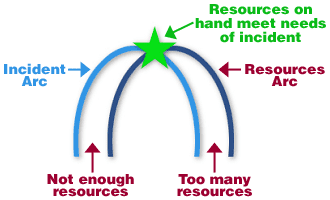 Resources on
hand meet needs
of incident
Incident
Arc
Resources
Arc
Not enough
resources
Too many
resources